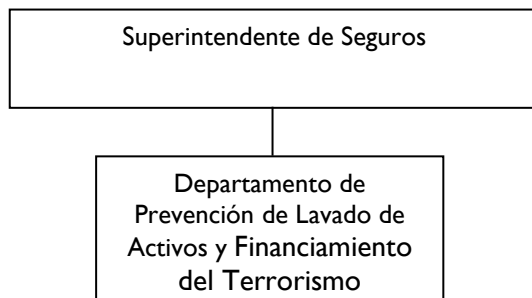 Superintendente de Seguros
Departamento de
Prevención de Lavado de
Activos y Financiamiento
del Terrorismo